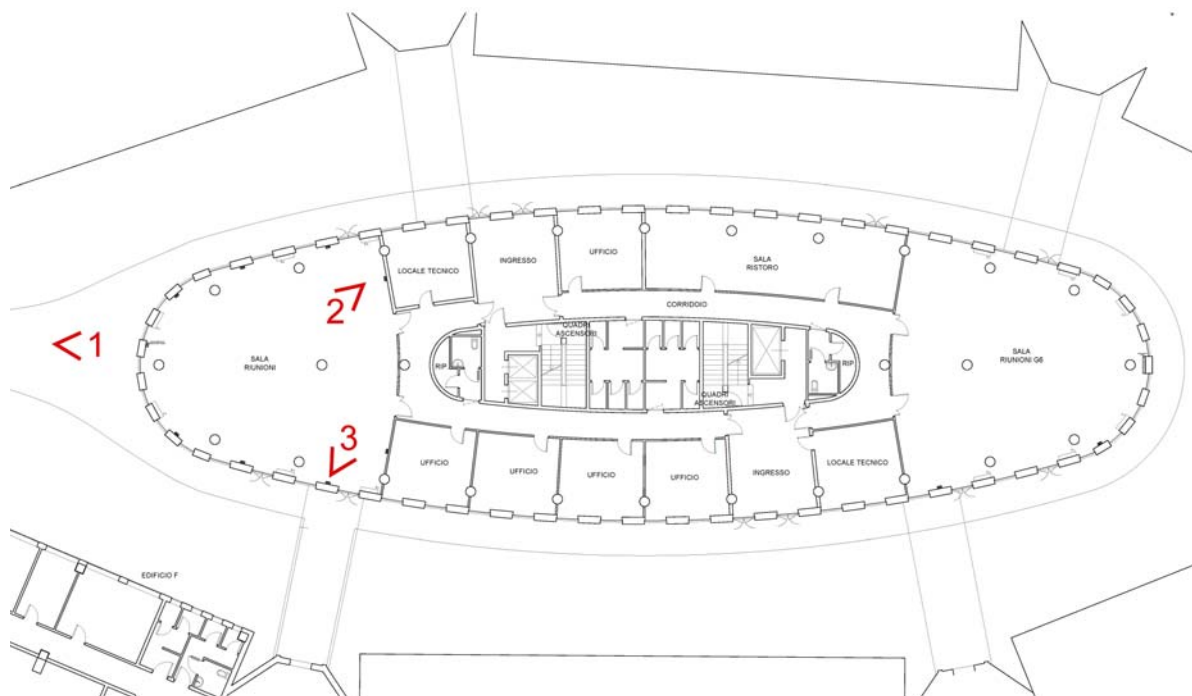 LOCALE TECNICO
INGRESSO
UFFICIO
SALA
RISTORO
2
CORRIDOIO
1
QUADRI
ASCENSORI
SALA
RIUNIONI
RIP
RIP
SALA
RIUNIONI G6
QUADRI
ASCENSORI
3
UFFICIO
UFFICIO
UFFICIO
UFFICIO
INGRESSO
LOCALE TECNICO
EDIFICIO F